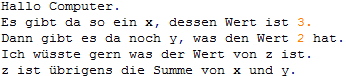 Hallo Computer.
Es gibt da so ein x, dessen Wert ist 3.
Dann gibt es da noch y, was den Wert 2 hat.
Ich wüsste gern was der Wert von z ist.
z ist übrigens die Summe von x und y.